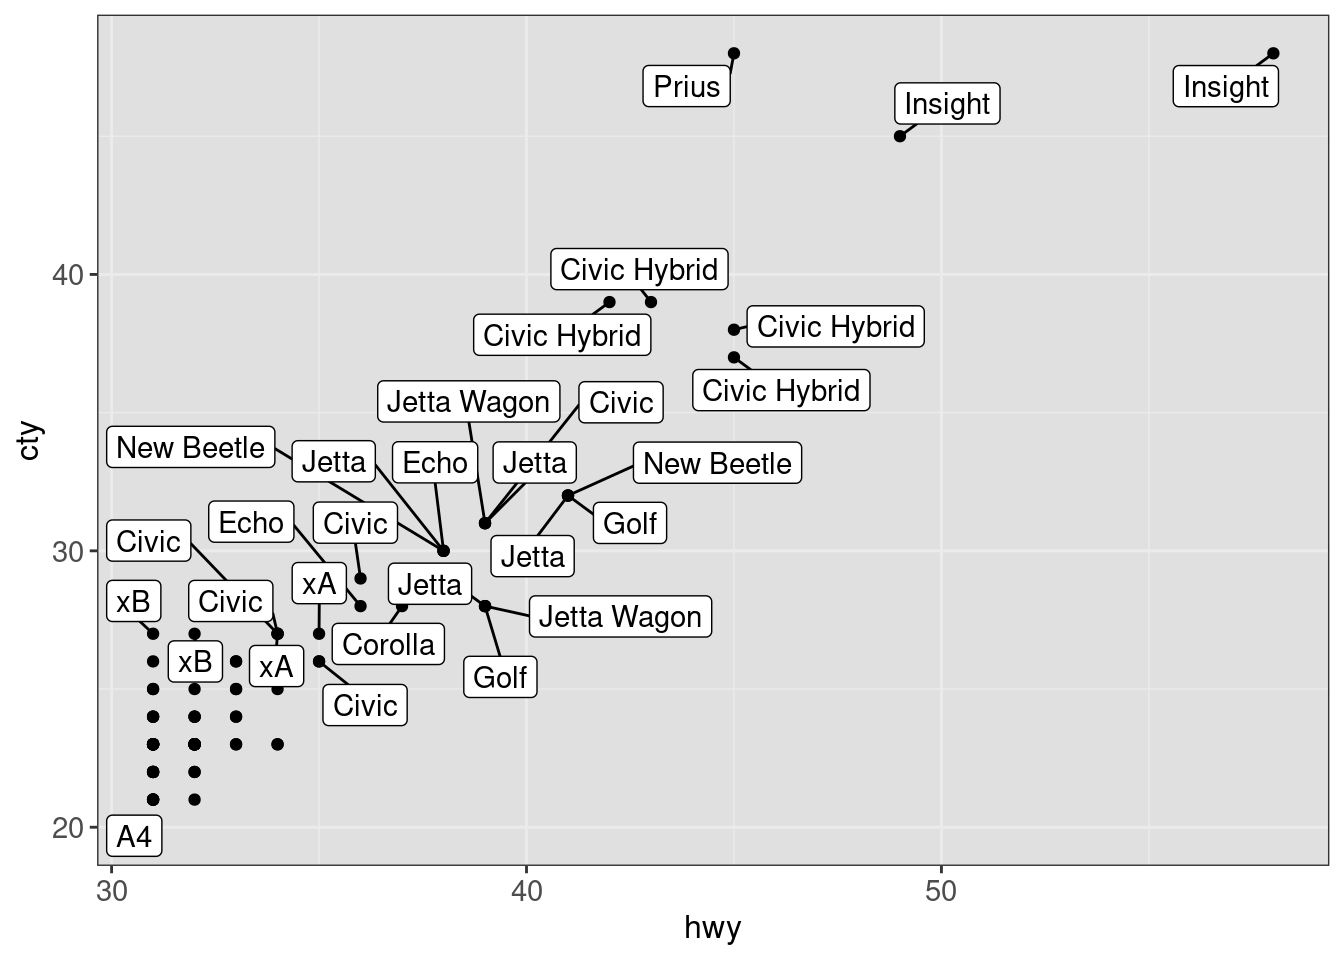 Prius
Insight
Insight
40
Civic Hybrid
Civic Hybrid
Civic Hybrid
Civic Hybrid
cty
Jetta Wagon
Civic
New Beetle
Jetta
Echo
Jetta
New Beetle
Echo
Civic
Golf
Civic
30
Jetta
xB
Civic
xA
Jetta
Jetta Wagon
Corolla
xB
xA
Golf
Civic
20
A4
30
40
50
hwy